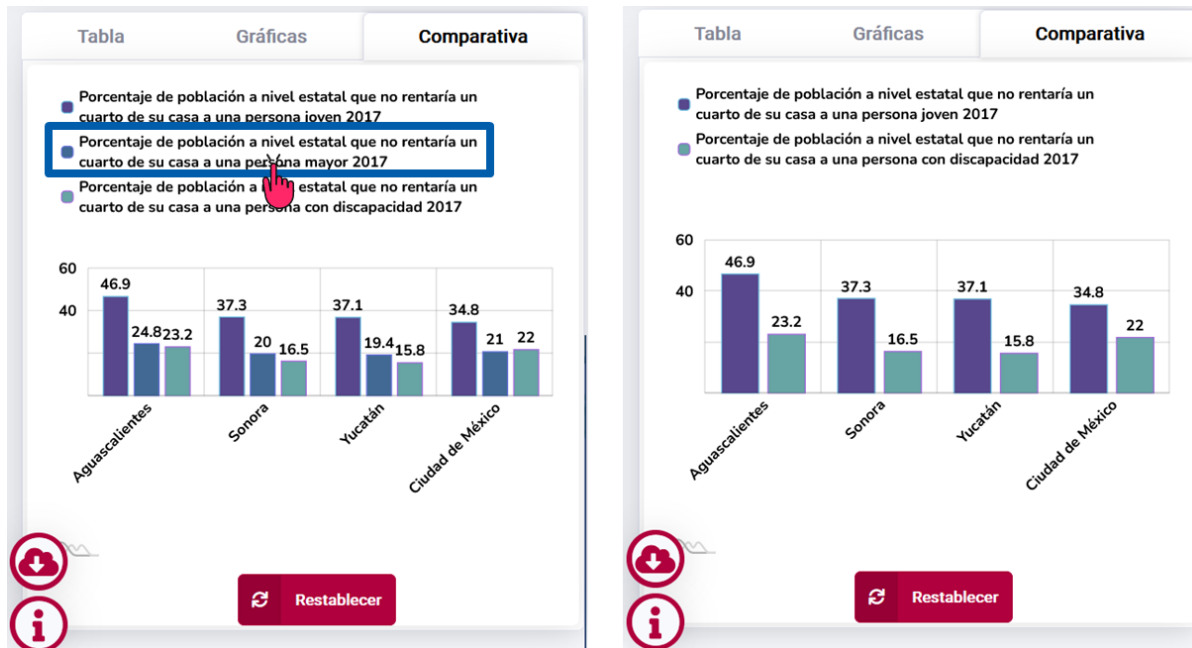 Tabla Gráficas Comparativa
Porcentaje de población a nivel estatal que no rentaría un
cuarto de su casa a una persona joven 2017
Porcentaje de población a nivel estatal que no rentaría un
cuarto de su casa a una persona mayor 2017
Porcentaje de población a nivel estatal que no rentaría un
cuarto de su casa a una persona con discapacidad 2017
60
40
46.9 24.8 23.2
37.3 20 16.5
37.1 19.4 15.8
34.8 21 22
Aguascalientes
Sonora
Yucatán
Ciudad de México
Restablecer
Tabla Gráficas Comparativa
Porcentaje de población a nivel estatal que no rentaría un
cuarto de su casa a una persona joven 2017
Porcentaje de población a nivel estatal que no rentaría un
cuarto de su casa a una persona con discapacidad 2017
60
40
46.9 23.2
37.3 16.5
37.1 15.8
34.8 22
Aguascalientes
Sonora
Yucatán
Ciudad de México
Restablecer